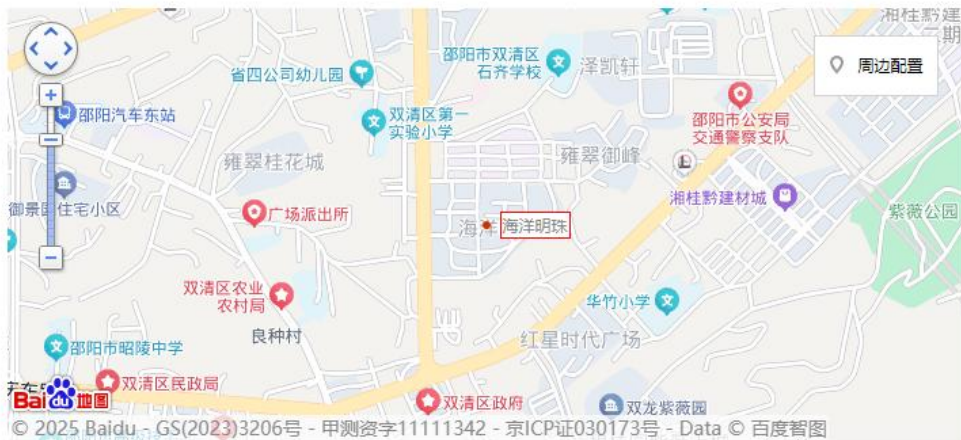 湘桂黔建
二期
邵阳市双清区
石齐学校
泽凯轩
周边配置
省四公司幼儿园
邵阳汽车东站
双清区第一
实验小学
邵阳市公安局
交通警察支队
雍翠桂花城
雍翠御峰
湘桂黔建材城
御景
住宅小区
广场派出所
紫薇公园
海洋
海洋明珠
双清区农业
农村局
华竹小学
良种村
红星时代广场
邵阳市昭陵中学
双清区民政局
双清区政府
双龙紫薇园
Bai du 地图
© 2025 Baidu - GS(2023)3206号 - 甲测资字11111342 - 京ICP证030173号 - Data © 百度智图